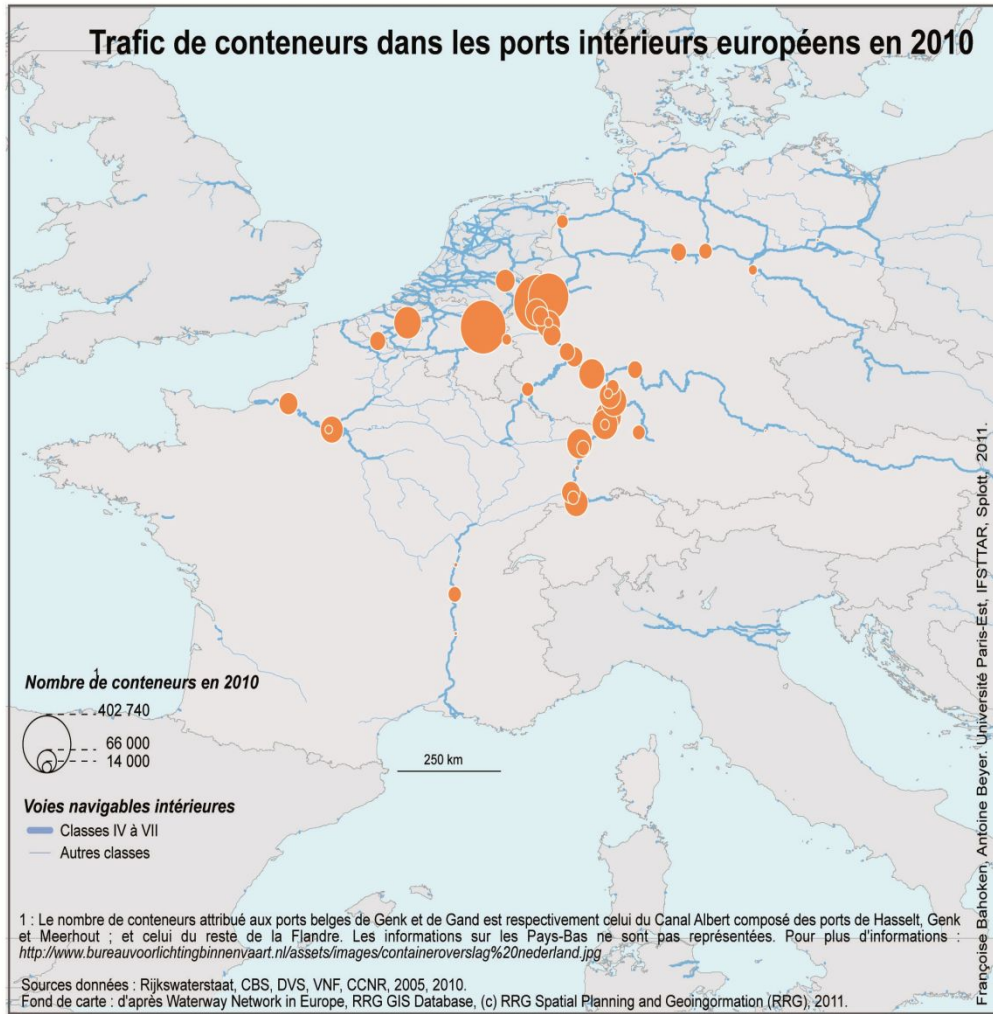 Trafic de conteneurs dans les ports intérieurs européens en 2010
Nombre de conteneurs en 2010
1
402 740
66 000
14 000
250 km
Voies navigables intérieures
Classes IV à VII
Autres classes
1 : Le nombre de conteneurs attribué aux ports belges de Genk et de Gand est respectivement celui du Canal Albert composé des ports de Hasselt, Genk
et Meerhout ; et celui du reste de la Flandre. Les informations sur les Pays-Bas ne sont pas représentées. Pour plus d'informations :
http://www.bureauvoorlichtingbinnenvaart.nl/assets/images/containeroverslag%20nederland.jpg
Sources données : Rijkswaterstaat, CBS, DVS, VNF, CCNR, 2005, 2010.
Fond de carte : d'après Waterway Network in Europe, RRG GIS Database, (c) RRG Spatial Planning and Geoingormation (RRG), 2011.
Françoise Bahoken, Antoine Beyer. Université Paris-Est, IFSTTAR, Splott, 2011.